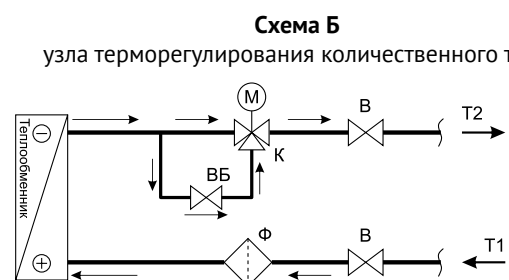 Схема Б
узла терморегулирования количественного т
М
В
Т2
К
ВБ
Теплообменник
Ф
В
Т1